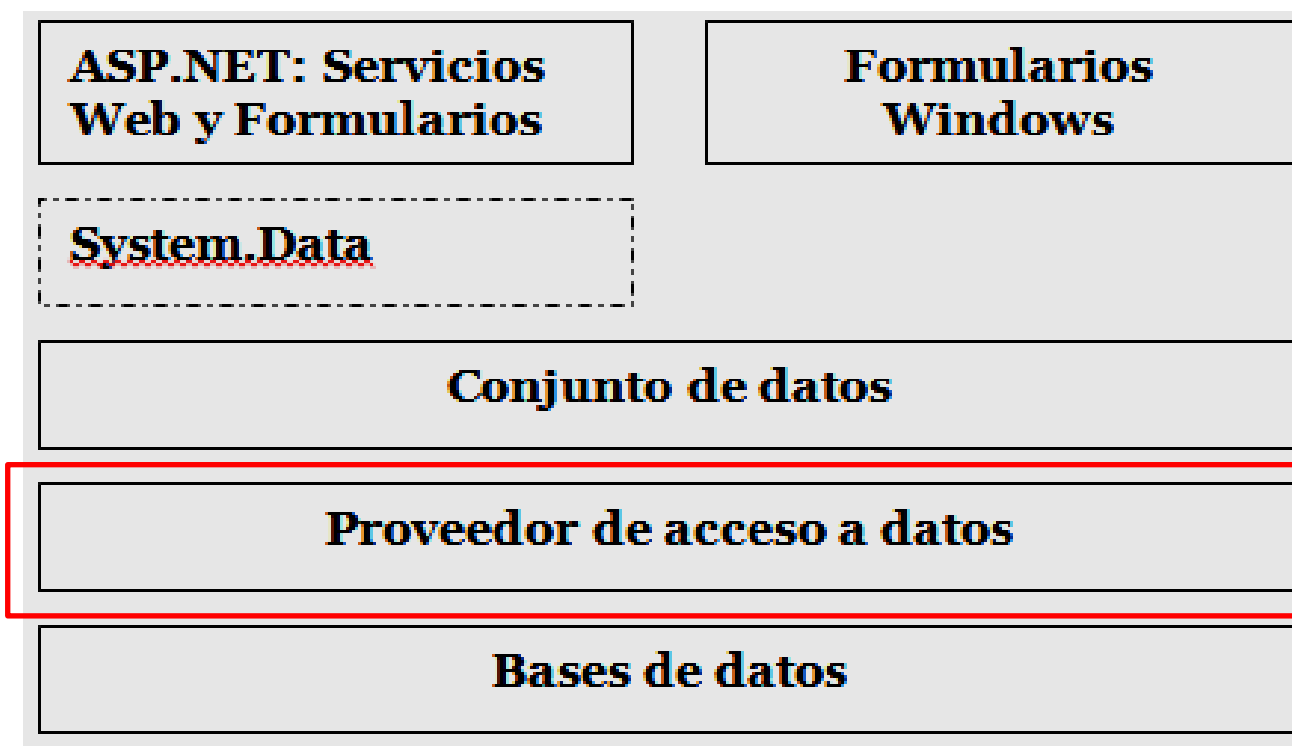 ASP.NET: Servicios
Web y Formularios
Formularios
Windows
System.Data
Conjunto de datos
Proveedor de acceso a datos
Bases de datos